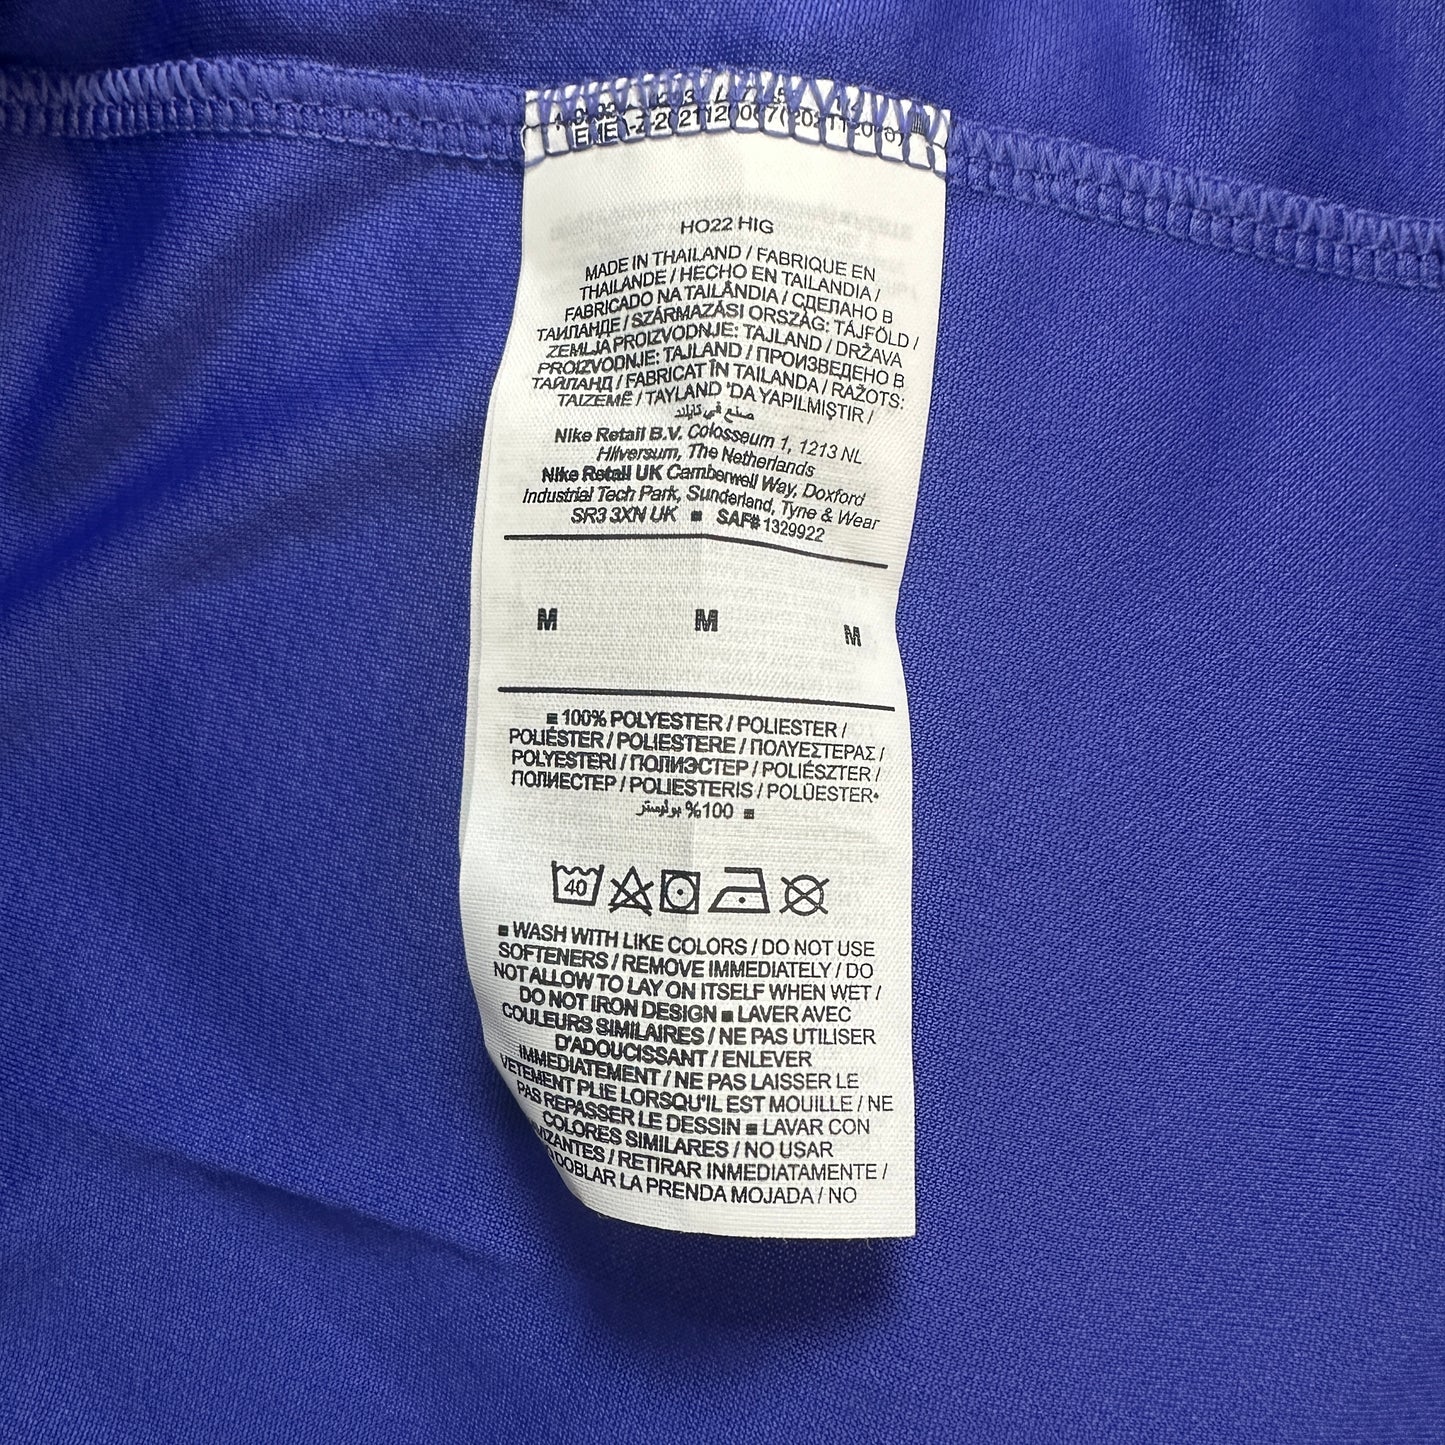 HO22 HIG
MADE IN THAILAND / FABRIQUE EN
THAILANDE / HECHO EN TAILANDIA /
FABRICADO NA TAILÂNDIA / СДЕЛАНО В
ТАИЛАНДЕ / SZÁRMAZÁSI ORSZÁG: TÁJFÖLD /
ZEMLJA PROIZVODNJE: TAJLAND / DRŽAVA
PROIZVODNJE: TAJLAND / ПРОИЗВЕДЕНО В
ТАЙЛАНД / FABRICAT ÎN TAILANDA / RAŽOTS:
TAIZEMĒ / TAYLAND 'DA YAPILMIŞTIR /
صنع في تايلاند
Nike Retail B.V. Colosseum 1, 1213 NL
Hilversum, The Netherlands
Nike Retail UK Camberwell Way, Doxford
Industrial Tech Park, Sunderland, Tyne & Wear
SR3 3XN UK ■ SAF# 1329922
M M M
■ 100% POLYESTER / POLIESTER /
POLIÉSTER / POLIESTERE / ΠΟΛΥΕΣΤΕΡΑΣ /
POLYESTERI / ПОЛИЭСТЕР / POLIÉSZTER /
ПОЛИЕСТЕР / POLIESTERIS / POLÜESTER•
100% بوليستر ■
40
■ WASH WITH LIKE COLORS / DO NOT USE
SOFTENERS / REMOVE IMMEDIATELY / DO
NOT ALLOW TO LAY ON ITSELF WHEN WET /
DO NOT IRON DESIGN ■ LAVER AVEC
COULEURS SIMILAIRES / NE PAS UTILISER
D'ADOUCISSANT / ENLEVER
IMMEDIATEMENT / NE PAS LAISSER LE
VETEMENT PLIE LORSQU'IL EST MOUILLE / NE
PAS REPASSER LE DESSIN ■ LAVAR CON
COLORES SIMILARES / NO USAR
/ RETIRAR INMEDIATAMENTE /
DOBLAR LA PRENDA MOJADA / NO